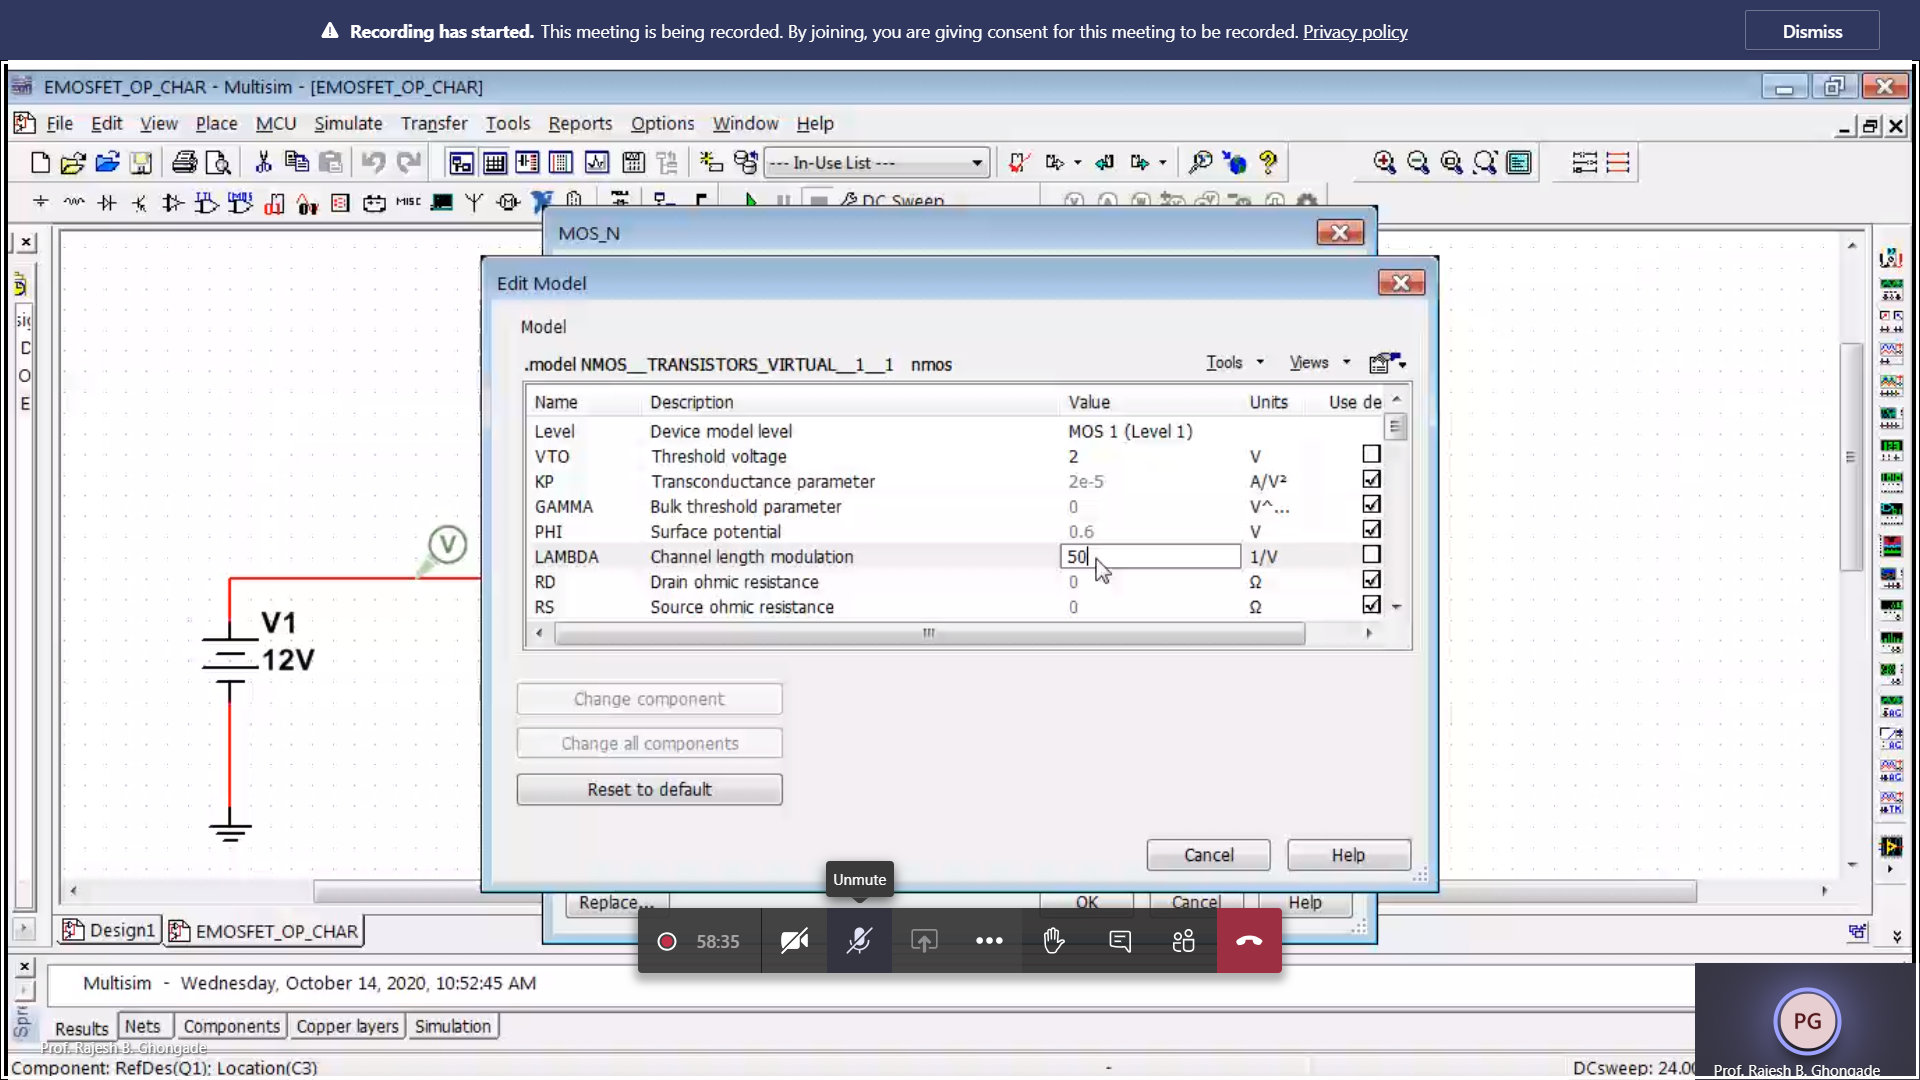 Recording has started. This meeting is being recorded. By joining, you are giving consent for this meeting to be recorded. Privacy policy
Dismiss
EMOSFET_OP_CHAR - Multisim - [EMOSFET_OP_CHAR]
File Edit View Place MCU Simulate Transfer Tools Reports Options Window Help
--- In-Use List ---
MISC
DC Sweep
MOS_N
Edit Model
Model
.model NMOS__TRANSISTORS_VIRTUAL__1__1 nmos
Tools Views
Name Description Value Units Use de
Level Device model level MOS 1 (Level 1)
VTO Threshold voltage 2 V
KP Transconductance parameter 2e-5 A/V²
GAMMA Bulk threshold parameter 0 V^...
PHI Surface potential 0.6 V
LAMBDA Channel length modulation 50 1/V
RD Drain ohmic resistance 0 Ω
RS Source ohmic resistance 0 Ω
V
V1
12V
Change component
Change all components
Reset to default
Cancel Help
Unmute
Replace... OK Cancel Help
58:35
Design1 EMOSFET_OP_CHAR
Multisim - Wednesday, October 14, 2020, 10:52:45 AM
Results Nets Components Copper layers Simulation
Prof. Rajesh B. Ghongade
Component: RefDes(Q1); Location(C3)
-
DCsweep: 24.00
PG
Prof. Rajesh B. Ghongade